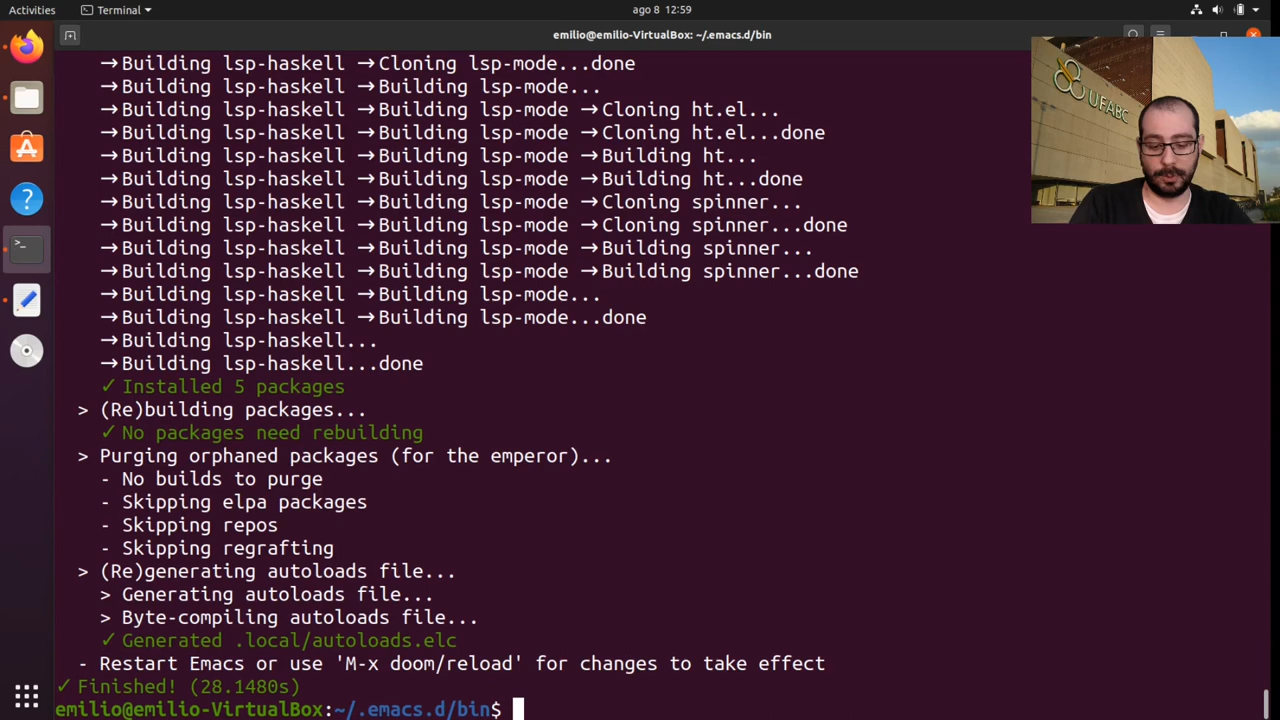 Activities
Terminal
ago 8 12:59
emilio@emilio-VirtualBox: ~/.emacs.d/bin
→Building lsp-haskell →Cloning lsp-mode...done
→Building lsp-haskell →Building lsp-mode...
→Building lsp-haskell →Building lsp-mode →Cloning ht.el...
→Building lsp-haskell →Building lsp-mode →Cloning ht.el...done
→Building lsp-haskell →Building lsp-mode →Building ht...
→Building lsp-haskell →Building lsp-mode →Building ht...done
→Building lsp-haskell →Building lsp-mode →Cloning spinner...
→Building lsp-haskell →Building lsp-mode →Cloning spinner...done
→Building lsp-haskell →Building lsp-mode →Building spinner...
→Building lsp-haskell →Building lsp-mode →Building spinner...done
→Building lsp-haskell →Building lsp-mode...
→Building lsp-haskell →Building lsp-mode...done
→Building lsp-haskell...
→Building lsp-haskell...done
✓ Installed 5 packages
> (Re)building packages...
✓ No packages need rebuilding
> Purging orphaned packages (for the emperor)...
- No builds to purge
- Skipping elpa packages
- Skipping repos
- Skipping regrafting
> (Re)generating autoloads file...
> Generating autoloads file...
> Byte-compiling autoloads file...
✓ Generated .local/autoloads.elc
- Restart Emacs or use 'M-x doom/reload' for changes to take effect
✓ Finished! (28.1480s)
emilio@emilio-VirtualBox:~/.emacs.d/bin$
UFABC